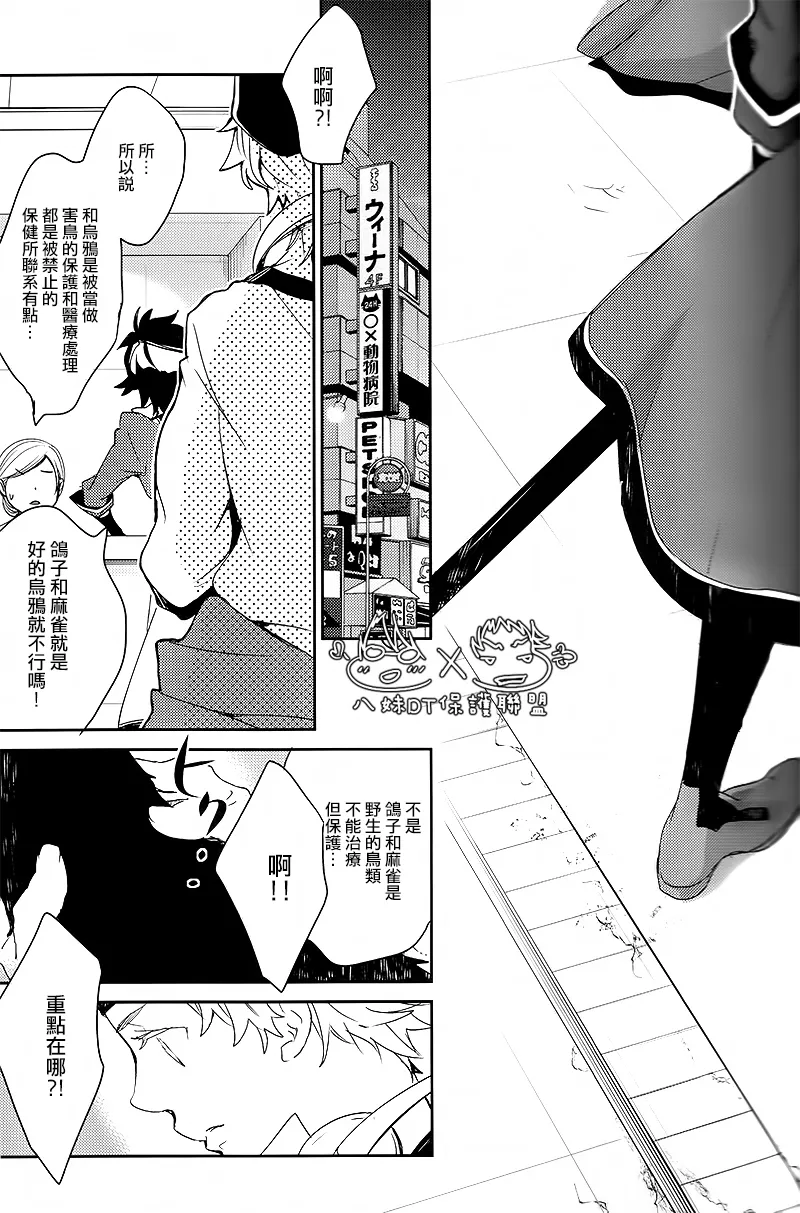 啊啊?!
ウィーナ
4F
24H
○×動物病院
PETS
所…
所以說
和烏鴉是被當做
害鳥的保護和醫療處理
都是被禁止的
保健所聯系有點…
鴿子和麻雀就是
好的烏鴉就不行嗎！
八妹DT保護聯盟
不是
鴿子和麻雀是
野生的鳥類
不能治療
但保護…
啊!!
重點在哪?!